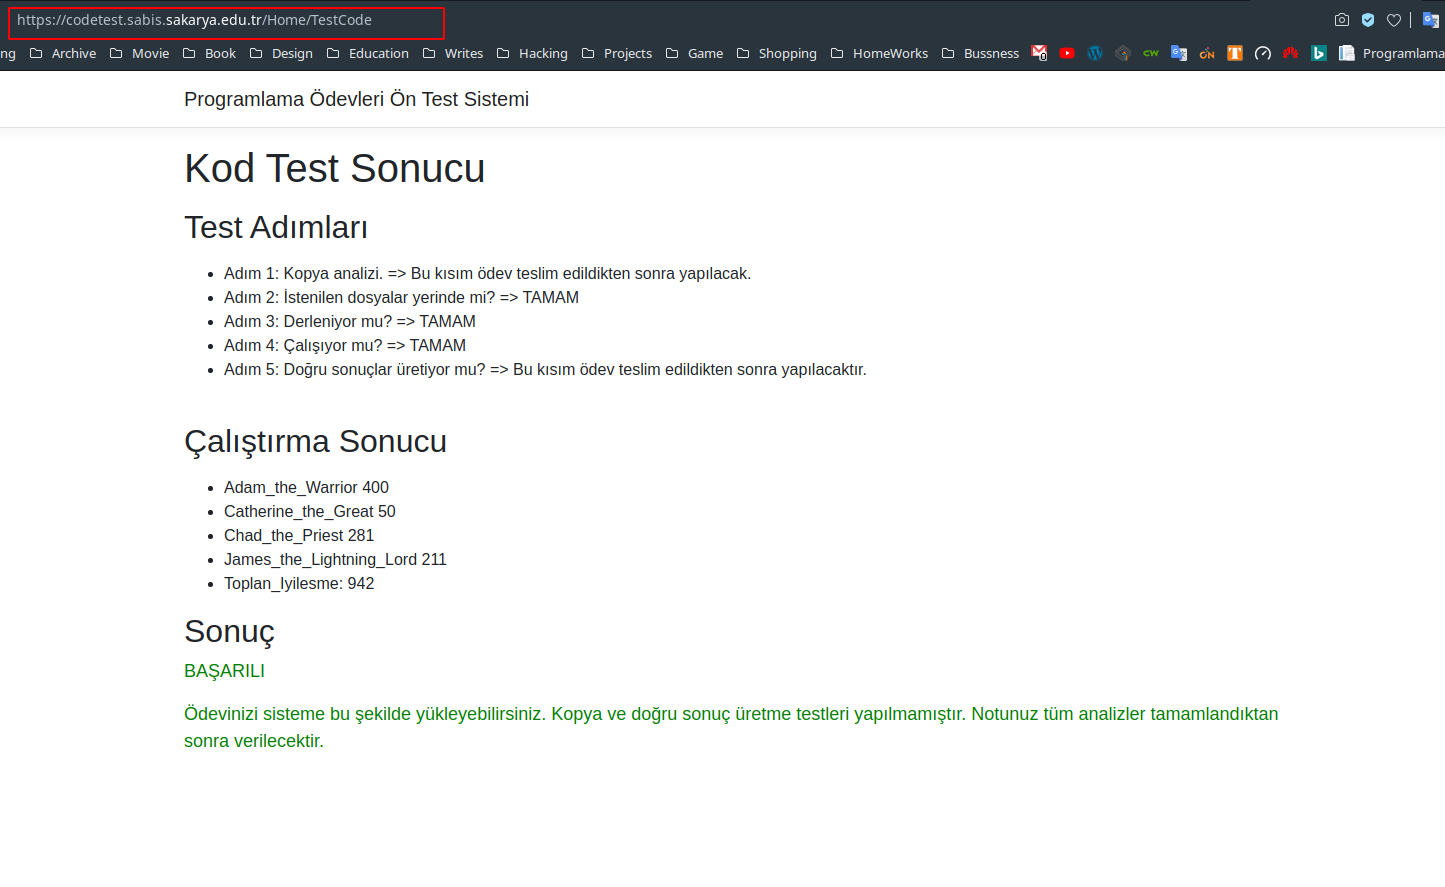 https://codetest.sabis.sakarya.edu.tr/Home/TestCode
ng Archive Movie Book Design Education Writes Hacking Projects Game Shopping HomeWorks Bussness 0 CW Programlama
Programlama Ödevleri Ön Test Sistemi
Kod Test Sonucu
Test Adımları
Adım 1: Kopya analizi. => Bu kısım ödev teslim edildikten sonra yapılacak.
Adım 2: İstenilen dosyalar yerinde mi? => TAMAM
Adım 3: Derleniyor mu? => TAMAM
Adım 4: Çalışıyor mu? => TAMAM
Adım 5: Doğru sonuçlar üretiyor mu? => Bu kısım ödev teslim edildikten sonra yapılacaktır.
Çalıştırma Sonucu
Adam_the_Warrior 400
Catherine_the_Great 50
Chad_the_Priest 281
James_the_Lightning_Lord 211
Toplan_Iyilesme: 942
Sonuç
BAŞARILI
Ödevinizi sisteme bu şekilde yükleyebilirsiniz. Kopya ve doğru sonuç üretme testleri yapılmamıştır. Notunuz tüm analizler tamamlandıktan
sonra verilecektir.